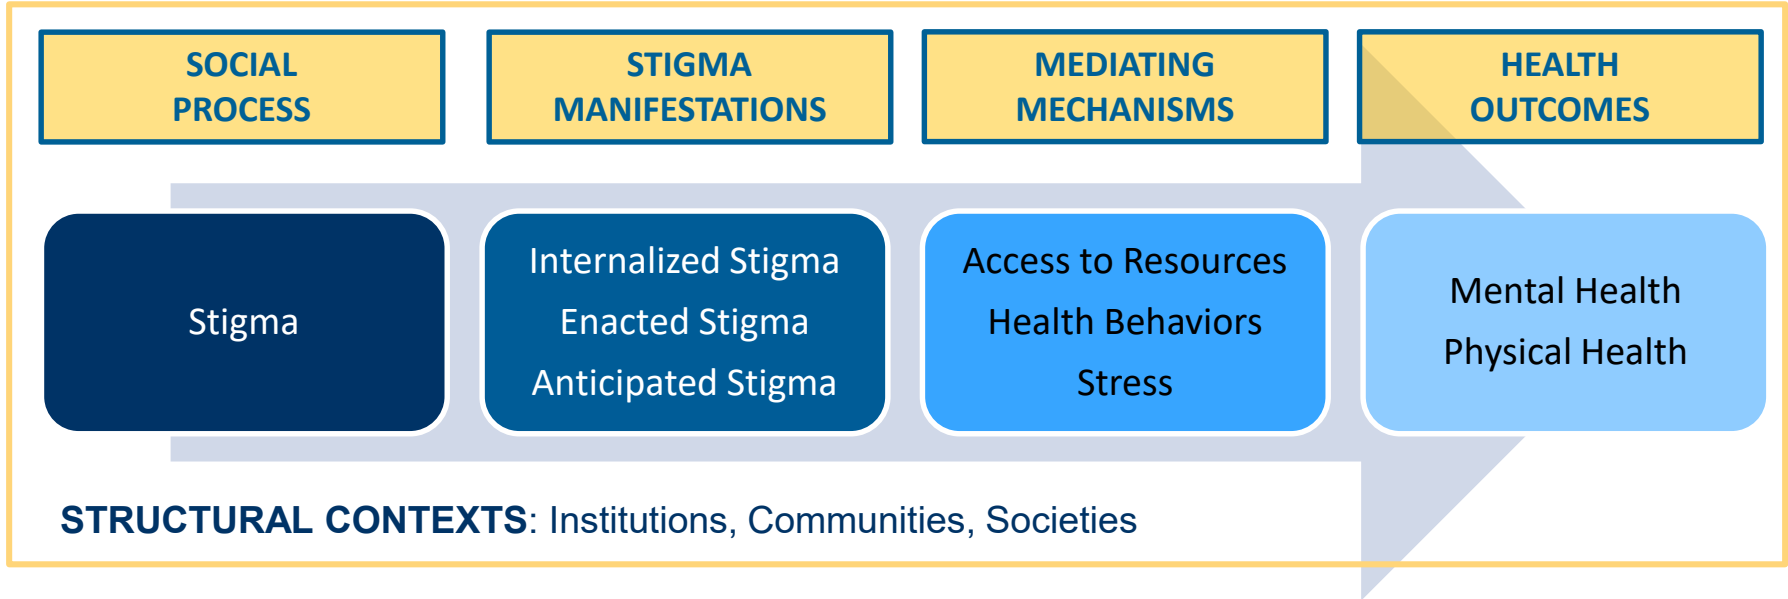 SOCIAL
PROCESS
STIGMA
MANIFESTATIONS
MEDIATING
MECHANISMS
HEALTH
OUTCOMES
Stigma
Internalized Stigma
Enacted Stigma
Anticipated Stigma
Access to Resources
Health Behaviors
Stress
Mental Health
Physical Health
STRUCTURAL CONTEXTS: Institutions, Communities, Societies